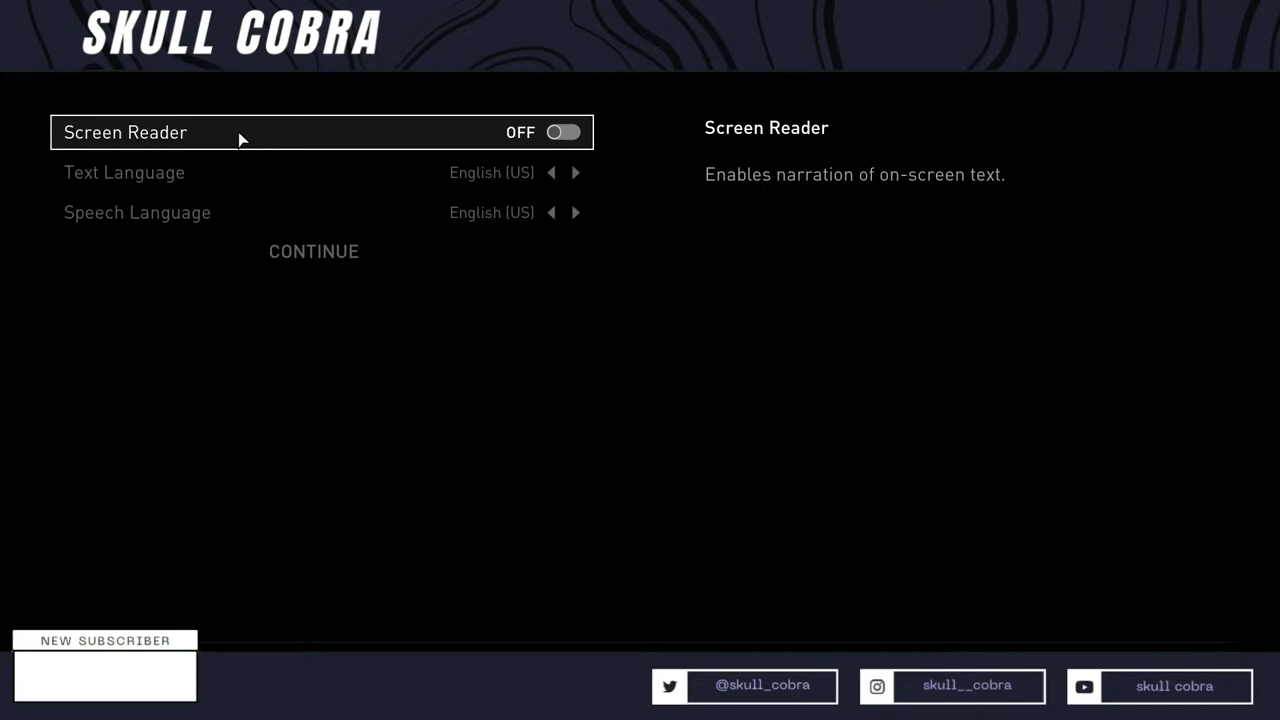 SKULL COBRA
Screen Reader OFF
Text Language English (US)
Speech Language English (US)
CONTINUE
Screen Reader
Enables narration of on-screen text.
NEW SUBSCRIBER
@skull_cobra
skull__cobra
skull cobra